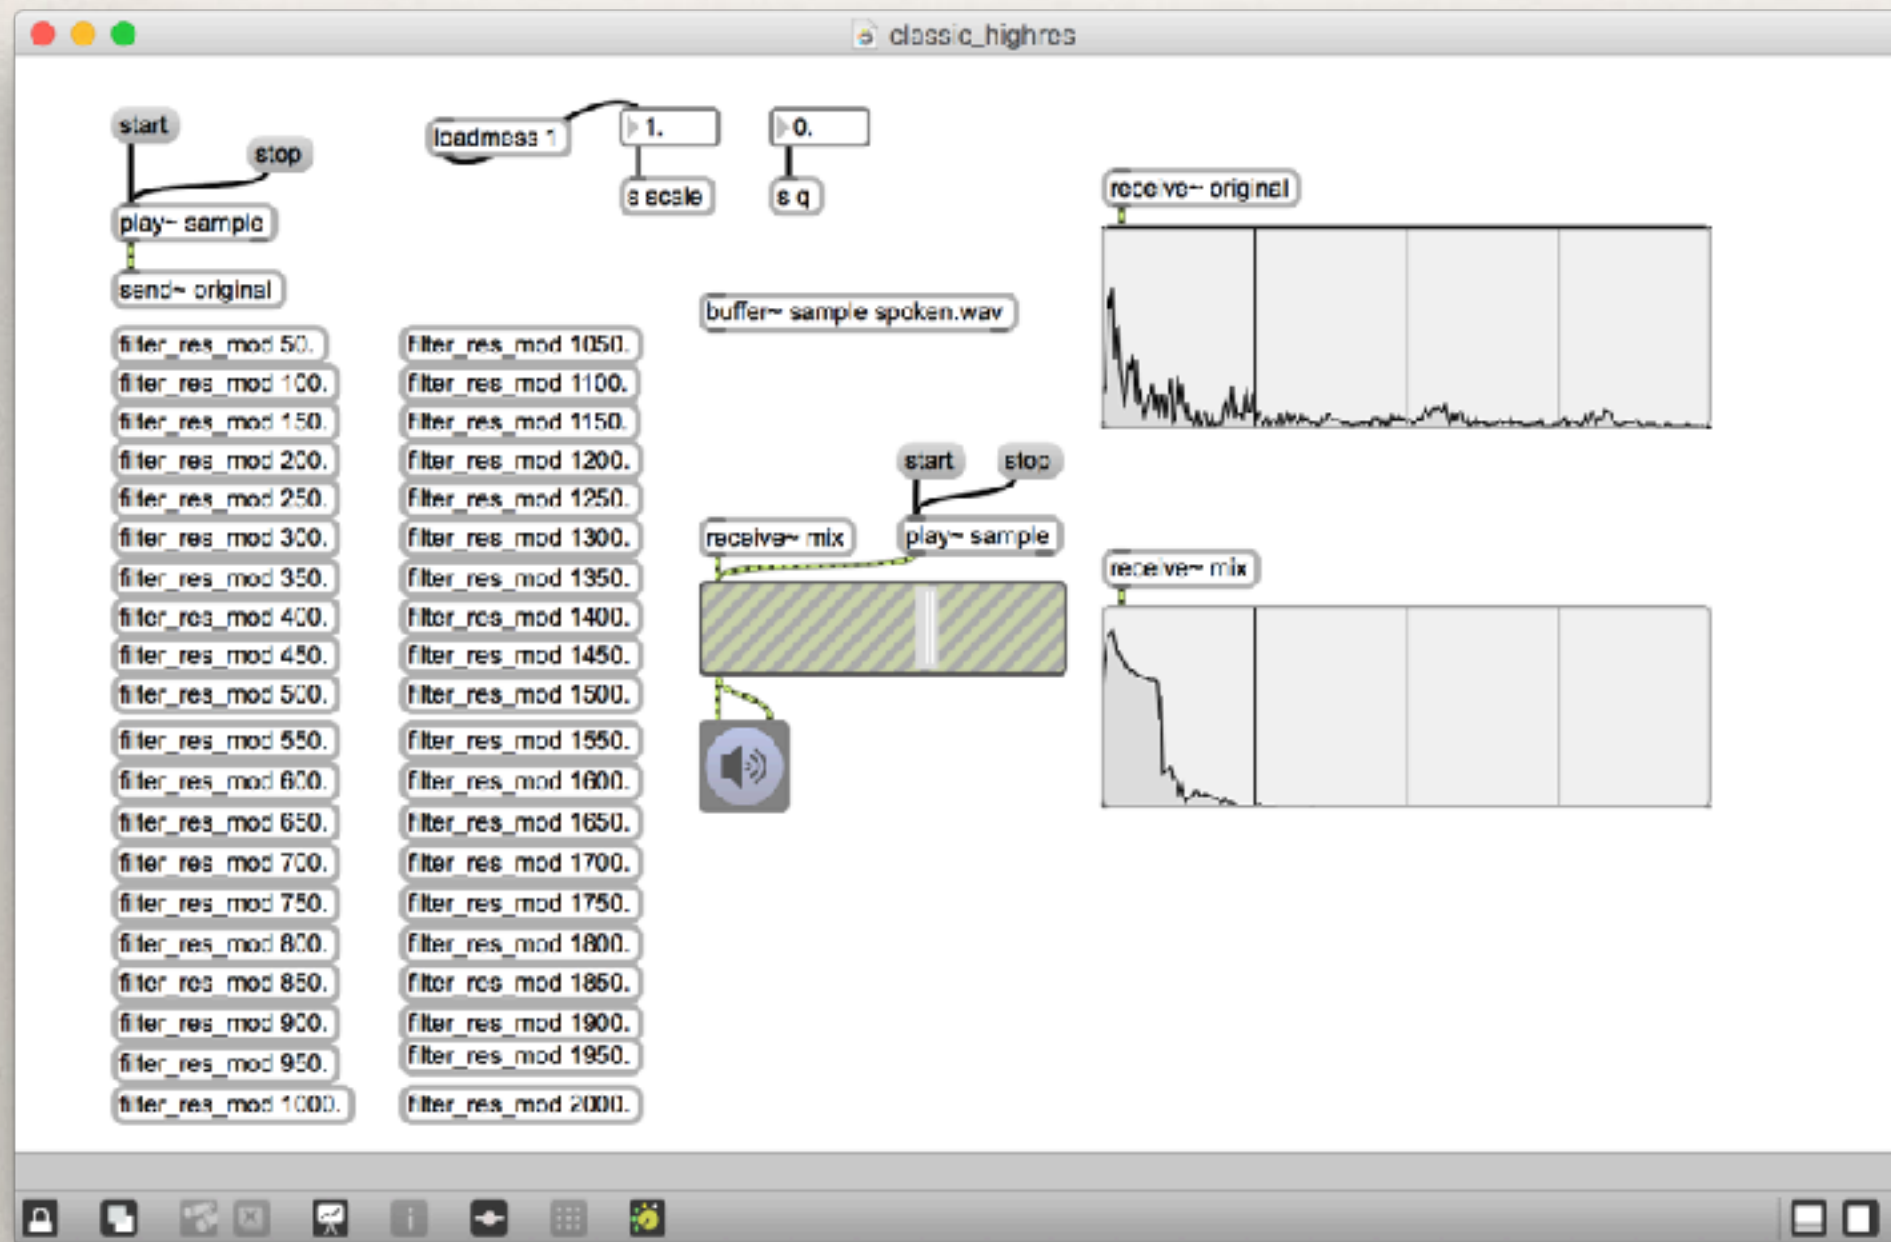 classic_highres
start
stop
play~ sample
send~ original
loadmess 1
1.
s scale
0.
s q
receive~ original
buffer~ sample spoken.wav
filter_res_mod 50.
filter_res_mod 100.
filter_res_mod 150.
filter_res_mod 200.
filter_res_mod 250.
filter_res_mod 300.
filter_res_mod 350.
filter_res_mod 400.
filter_res_mod 450.
filter_res_mod 500.
filter_res_mod 550.
filter_res_mod 600.
filter_res_mod 650.
filter_res_mod 700.
filter_res_mod 750.
filter_res_mod 800.
filter_res_mod 850.
filter_res_mod 900.
filter_res_mod 950.
filter_res_mod 1000.
filter_res_mod 1050.
filter_res_mod 1100.
filter_res_mod 1150.
filter_res_mod 1200.
filter_res_mod 1250.
filter_res_mod 1300.
filter_res_mod 1350.
filter_res_mod 1400.
filter_res_mod 1450.
filter_res_mod 1500.
filter_res_mod 1550.
filter_res_mod 1600.
filter_res_mod 1650.
filter_res_mod 1700.
filter_res_mod 1750.
filter_res_mod 1800.
filter_res_mod 1850.
filter_res_mod 1900.
filter_res_mod 1950.
filter_res_mod 2000.
start
stop
receive~ mix
play~ sample
receive~ mix